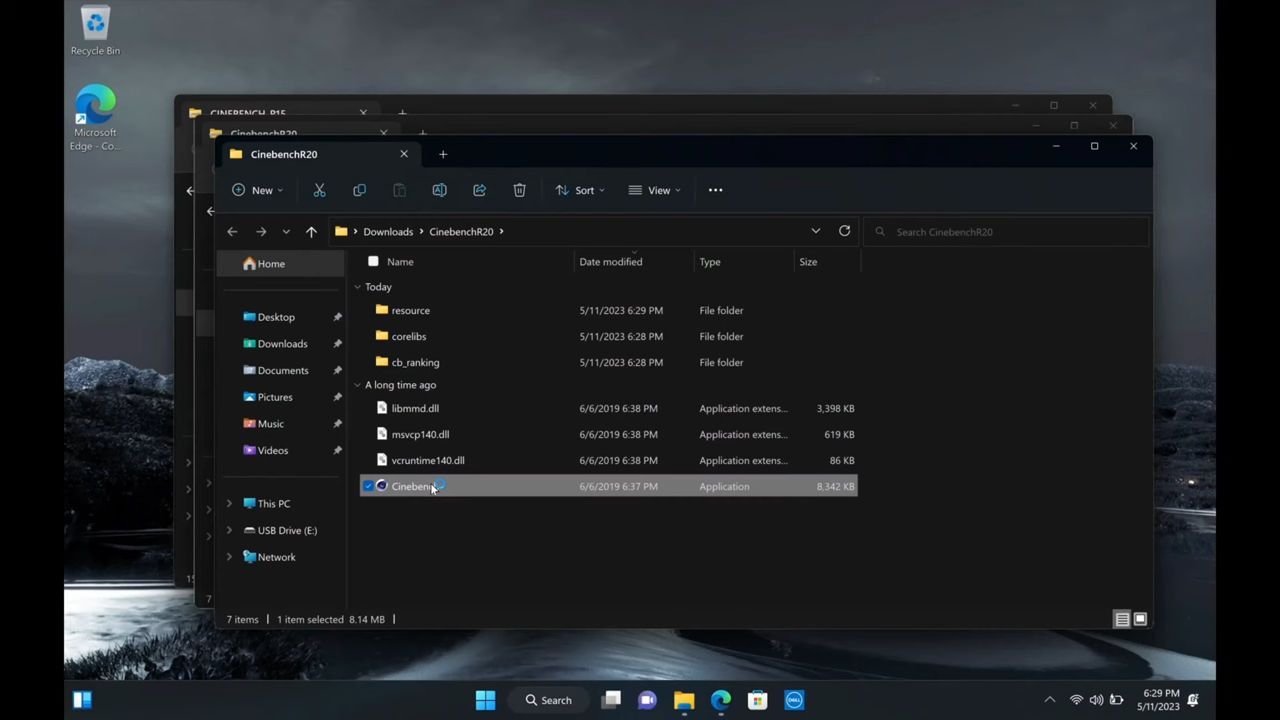 Recycle Bin
Microsoft
Edge - Co...
CINEBENCH_R15
CinebenchR20
CinebenchR20
New
Sort
View
Downloads
CinebenchR20
Search CinebenchR20
Home
Desktop
Downloads
Documents
Pictures
Music
Videos
This PC
USB Drive (E:)
Network
Name Date modified Type Size
Today
resource 5/11/2023 6:29 PM File folder
corelibs 5/11/2023 6:28 PM File folder
cb_ranking 5/11/2023 6:28 PM File folder
A long time ago
libmmd.dll 6/6/2019 6:38 PM Application extens... 3,398 KB
msvcp140.dll 6/6/2019 6:38 PM Application extens... 619 KB
vcruntime140.dll 6/6/2019 6:38 PM Application extens... 86 KB
6/6/2019 6:37 PM Application 8,342 KB
15
7
7 items 1 item selected 8.14 MB
Search
DELL
6:29 PM
5/11/2023